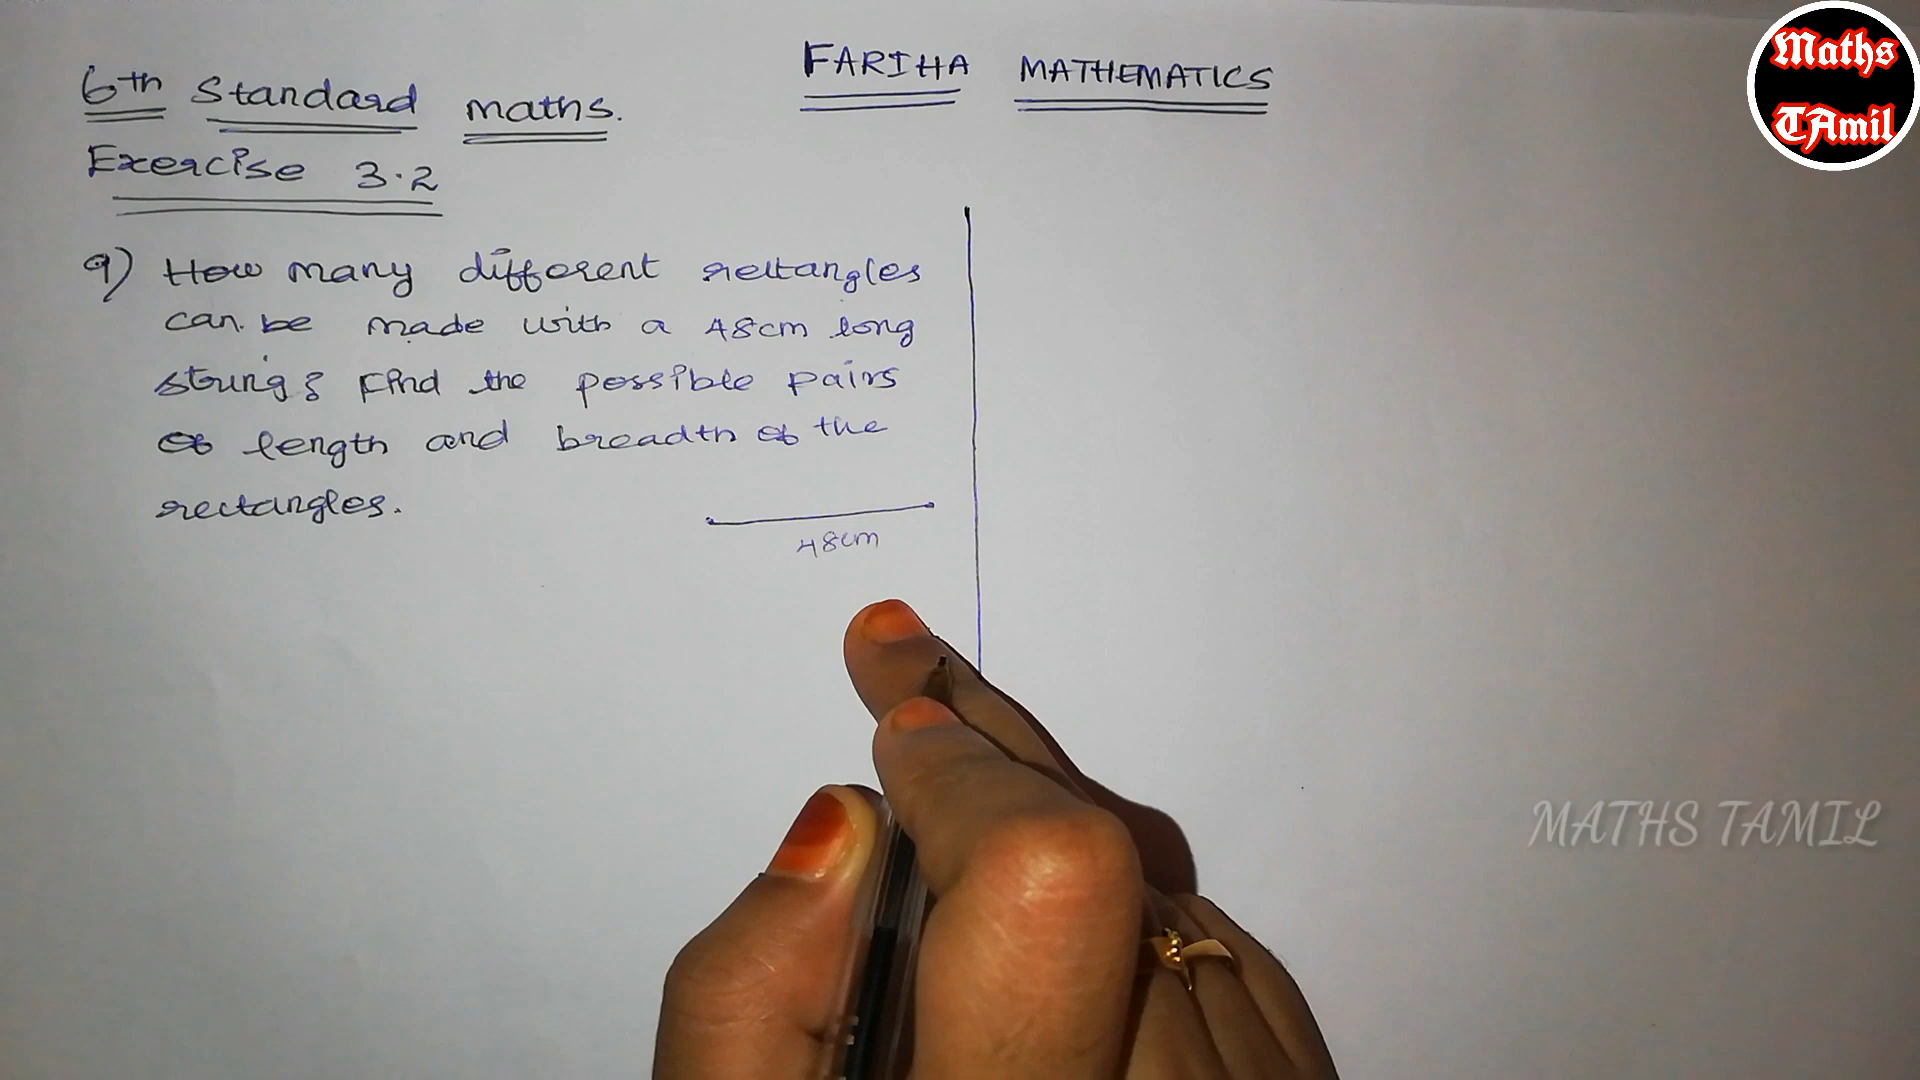 6th Standard maths.
FARIHA MATHEMATICS
Maths
TAmil
Exercise 3.2
9) How many different rectangles
can be made with a 48cm long
string? Find the possible pairs
of length and breadth of the
rectangles.
48cm
MATHS TAMIL